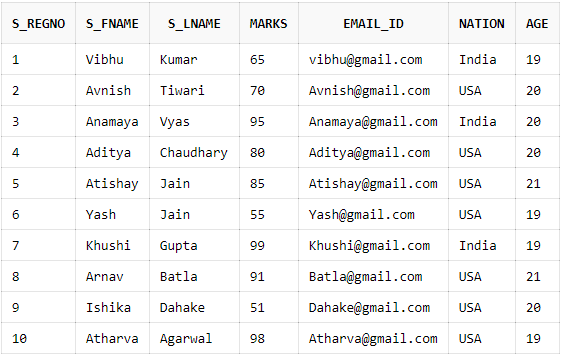 S_REGNO S_FNAME S_LNAME MARKS EMAIL_ID NATION AGE
1 Vibhu Kumar 65 vibhu@gmail.com India 19
2 Avnish Tiwari 70 Avnish@gmail.com USA 20
3 Anamaya Vyas 95 Anamaya@gmail.com India 20
4 Aditya Chaudhary 80 Aditya@gmail.com USA 20
5 Atishay Jain 85 Atishay@gmail.com USA 21
6 Yash Jain 55 Yash@gmail.com USA 19
7 Khushi Gupta 99 Khushi@gmail.com India 19
8 Arnav Batla 91 Batla@gmail.com USA 21
9 Ishika Dahake 51 Dahake@gmail.com USA 20
10 Atharva Agarwal 98 Atharva@gmail.com USA 19